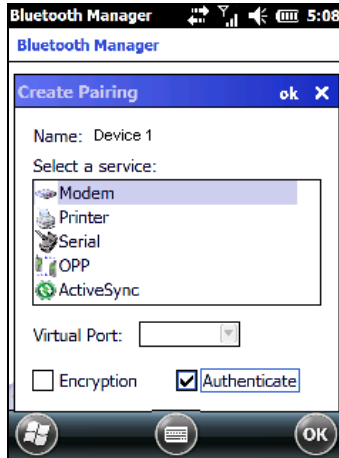 Bluetooth Manager 5:08
Bluetooth Manager
Create Pairing ok X
Name: Device 1
Select a service:
Modem
Printer
Serial
OPP
ActiveSync
Virtual Port:
Encryption Authenticate
OK